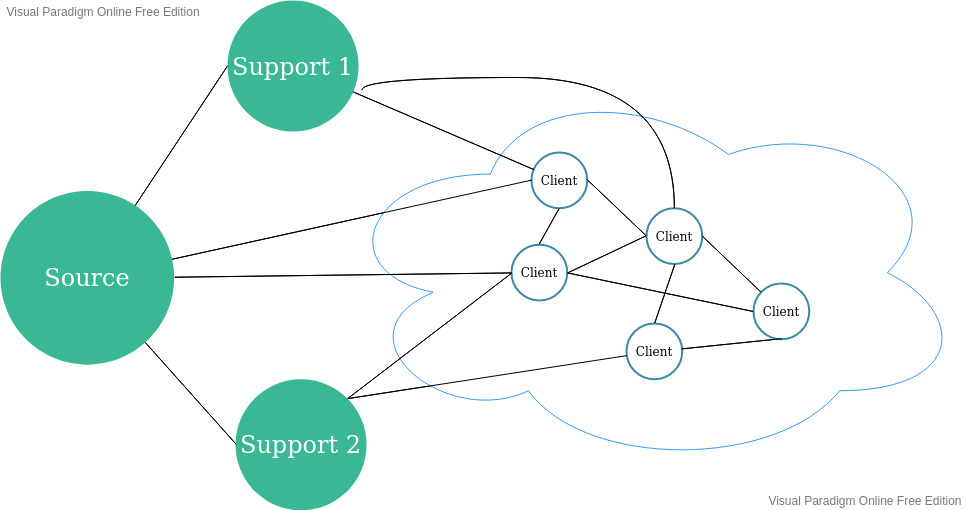 Visual Paradigm Online Free Edition
Support 1
Client
Client
Source
Client
Client
Client
Support 2
Visual Paradigm Online Free Edition